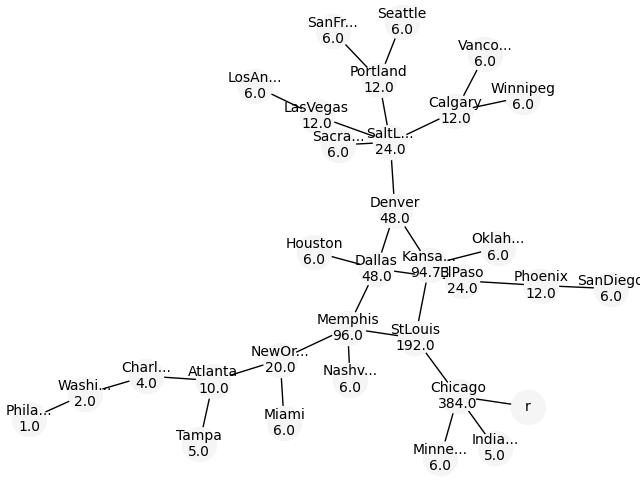 Seattle
6.0
SanFr...
6.0
Vanco...
6.0
Portland
12.0
LosAn...
6.0
Winnipeg
6.0
Calgary
12.0
LasVegas
12.0
SaltL...
24.0
Sacra...
6.0
Denver
48.0
Houston
6.0
Oklah...
6.0
Dallas
48.0
Kansa...
94.75
ElPaso
24.0
Phoenix
12.0
SanDiego
6.0
Memphis
96.0
StLouis
192.0
NewOr...
20.0
Nashv...
6.0
Atlanta
10.0
Charl...
4.0
Washi...
2.0
Phila...
1.0
Miami
6.0
Tampa
5.0
Chicago
384.0
r
Minne...
6.0
India...
5.0